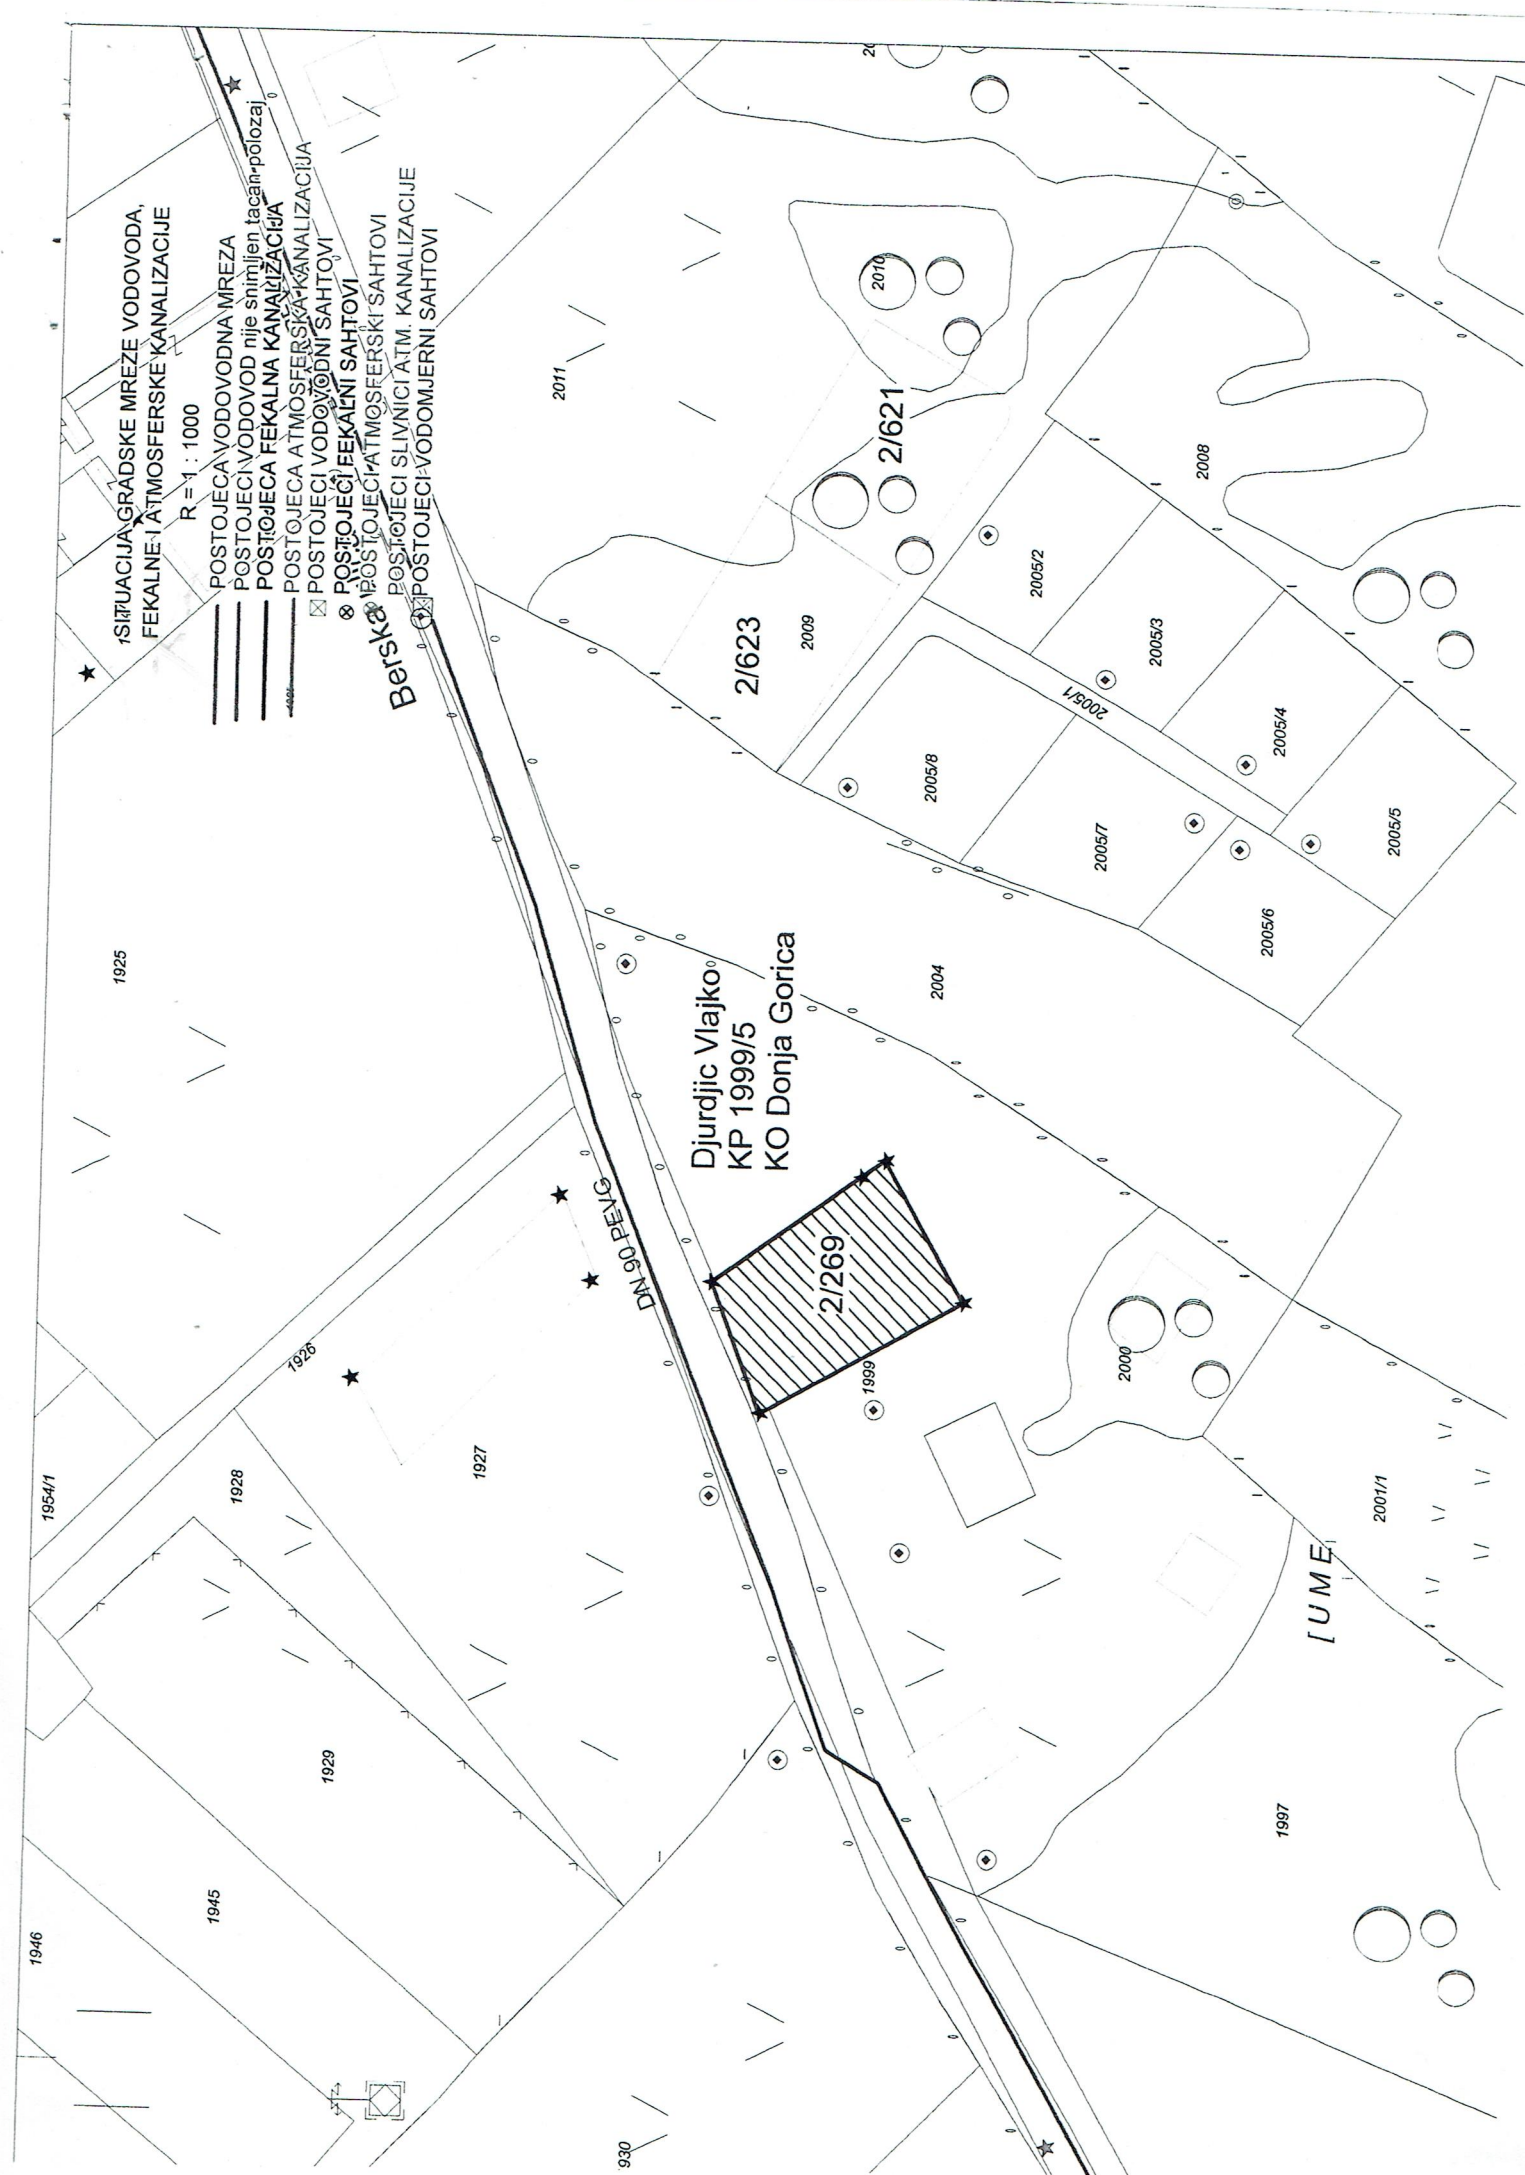 SITUACIJA GRADSKE MREZE VODOVODA,
FEKALNE I ATMOSFERSKE KANALIZACIJE
R = 1 : 1000
POSTOJECA VODOVODNA MREZA
POSTOJECI VODOVOD nije snimljen tacan polozaj
POSTOJECA FEKALNA KANALIZACIJA
POSTOJECA ATMOSFERSKA KANALIZACIJA
POSTOJECI VODOVODNI SAHTOVI
POSTOJECI FEKALNI SAHTOVI
POSTOJECI ATMOSFERSKI SAHTOVI
POSTOJECI SLIVNICI ATM. KANALIZACIJE
POSTOJECI VODOMJERNI SAHTOVI
Berska
1946
1954/1
1925
1945
1928
1926
1929
1927
2011
DN 90 PEVG
930
Djurdjic Vlajko
KP 1999/5
KO Donja Gorica
2/623
2009
2/269
1999
2/621
2010
2005/8
2004
2005/2
2005/1
2005/7
2000
2005/3
2008
2005/6
2005/4
1997
[UME
2001/1
2005/5